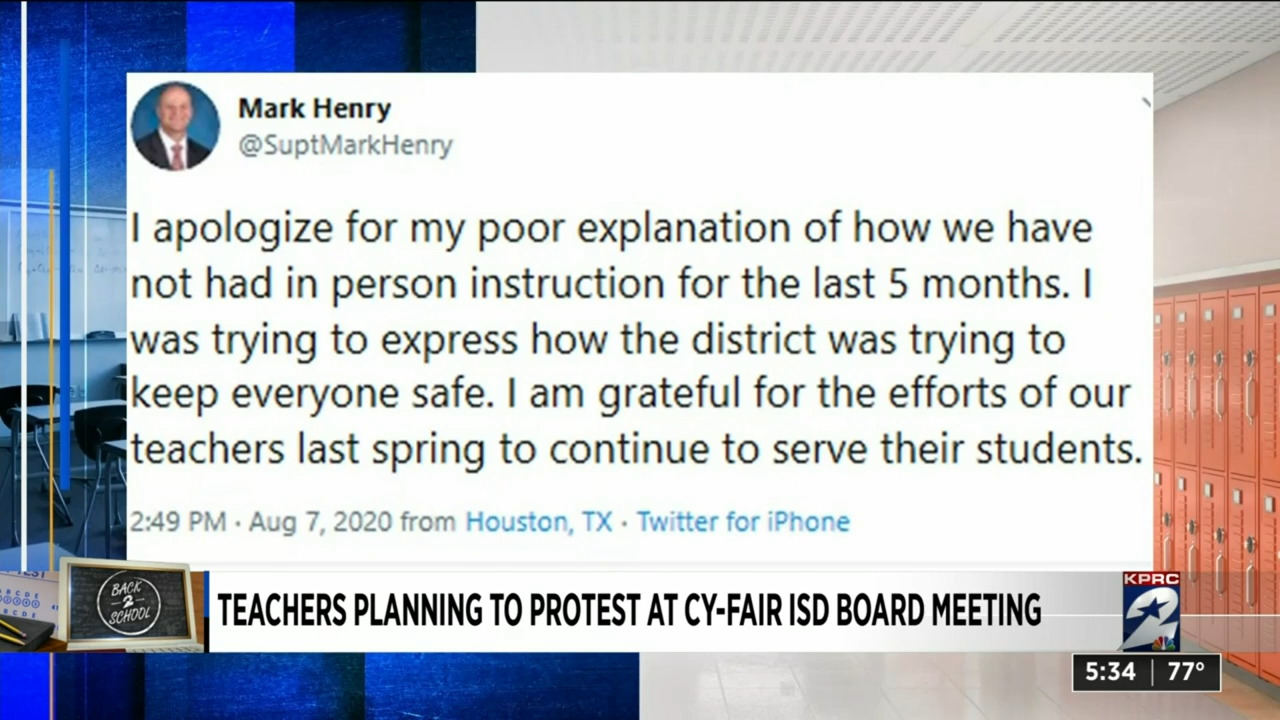 Mark Henry
@SuptMarkHenry
I apologize for my poor explanation of how we have
not had in person instruction for the last 5 months. I
was trying to express how the district was trying to
keep everyone safe. I am grateful for the efforts of our
teachers last spring to continue to serve their students.
2:49 PM · Aug 7, 2020 from Houston, TX · Twitter for iPhone
BACK
2
SCHOOL
TEACHERS PLANNING TO PROTEST AT CY-FAIR ISD BOARD MEETING
KPRC
2
5:34 77°